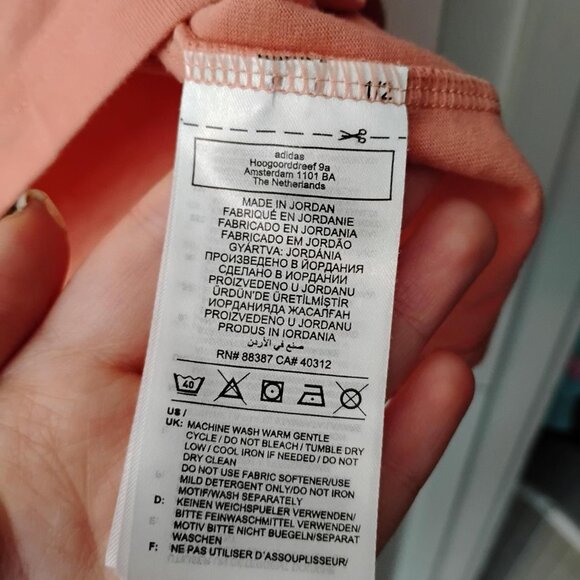 1/2
adidas
Hoogoorddreef 9a
Amsterdam 1101 BA
The Netherlands
MADE IN JORDAN
FABRIQUÉ EN JORDANIE
FABRICADO EN JORDANIA
FABRICADO EM JORDÃO
GYÁRTVA: JORDÁNIA
ПРОИЗВЕДЕНО В ЙОРДАНИЯ
СДЕЛАНО В ИОРДАНИИ
PROIZVEDENO U JORDANU
ÜRDÜN'DE ÜRETİLMİŞTİR
ИОРДАНИЯДА ЖАСАЛҒАН
PROIZVEDENO U JORDANU
PRODUS IN IORDANIA
صنع في الأردن
RN# 88387 CA# 40312
40
US /
UK: MACHINE WASH WARM GENTLE
CYCLE / DO NOT BLEACH / TUMBLE DRY
LOW / COOL IRON IF NEEDED / DO NOT
DRY CLEAN
DO NOT USE FABRIC SOFTENER/USE
MILD DETERGENT ONLY/DO NOT IRON
MOTIF/WASH SEPARATELY
D: KEINEN WEICHSPUELER VERWENDEN/
BITTE FEINWASCHMITTEL VERWENDEN/
MOTIV BITTE NICHT BUEGELN/SEPARAT
WASCHEN
F: NE PAS UTILISER D'ASSOUPLISSEUR/